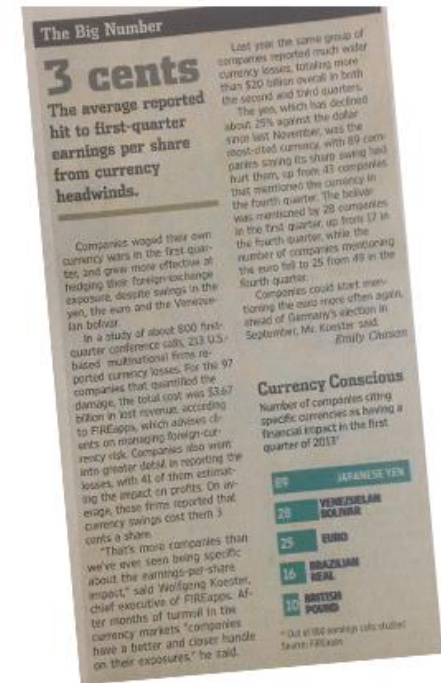 The Big Number
3 cents
The average reported
hit to first-quarter
earnings per share
from currency
headwinds.
Companies waged their own
currency wars in the first quar-
ter, and grew more effective at
hedging their foreign-exchange
exposure, despite swings in the
yen, the euro and the Venezue-
lan bolivar.
In a study of about 800 first-
quarter conference calls, 213 U.S.-
based multinational firms re-
ported currency losses. For the 97
companies that quantified the
damage, the total cost was $3.67
billion in lost revenue, according
to FIREapps, which advises cli-
ents on managing foreign-cur-
rency risk. Companies also went
into greater detail in reporting the
losses, with 41 of them estimat-
ing the impact on profits. On av-
erage, those firms reported that
currency swings cost them 3
cents a share.
"That's more companies than
we've ever seen being specific
about the earnings-per-share
impact," said Wolfgang Koester,
chief executive of FIREapps. Af-
ter months of turmoil in the
currency markets "companies
have a better and closer handle
on their exposures," he said.
Last year the same group of
companies reported much wider
currency losses, totaling more
than $20 billion overall in both
the second and third quarters.
The yen, which has declined
about 25% against the dollar
since last November, was the
most-cited currency, with 89 com-
panies saying its share swing had
hurt them, up from 43 companies
that mentioned the currency in
the fourth quarter. The bolivar
was mentioned by 28 companies
in the first quarter, up from 17 in
the fourth quarter, while the
number of companies mentioning
the euro fell to 25 from 49 in the
fourth quarter.
Companies could start men-
tioning the euro more often again,
ahead of Germany's election in
September, Mr. Koester said.
Emily Chasan
Currency Conscious
Number of companies citing
specific currencies as having a
financial impact in the first
quarter of 2013*
89 JAPANESE YEN
28 VENEZUELAN BOLIVAR
25 EURO
16 BRAZILIAN REAL
10 BRITISH POUND
* Out of earnings calls studied
Source: FIREapps